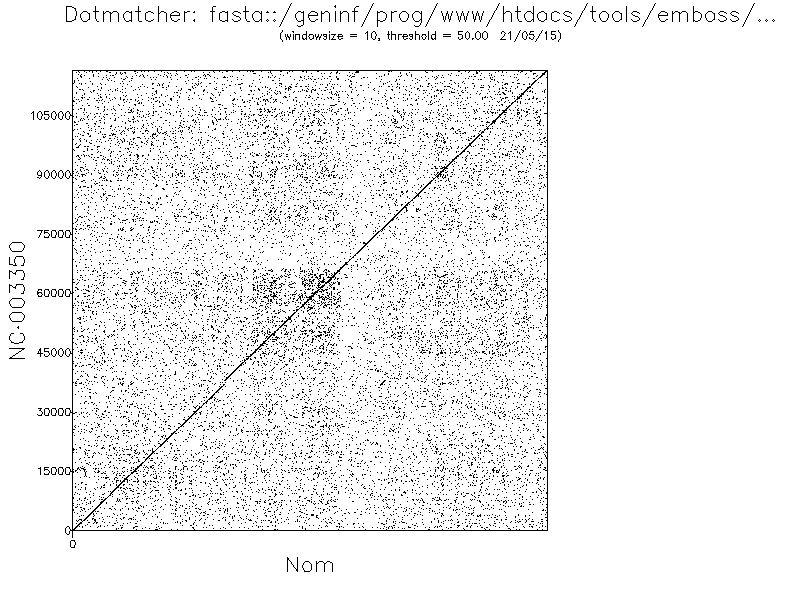 Dotmatcher: fasta::/geninf/prog/www/htdocs/tools/emboss/...
(windowsize = 10, threshold = 50.00 21/05/15)
105000
90000
75000
60000
45000
30000
15000
0
NC-003350
0
Nom